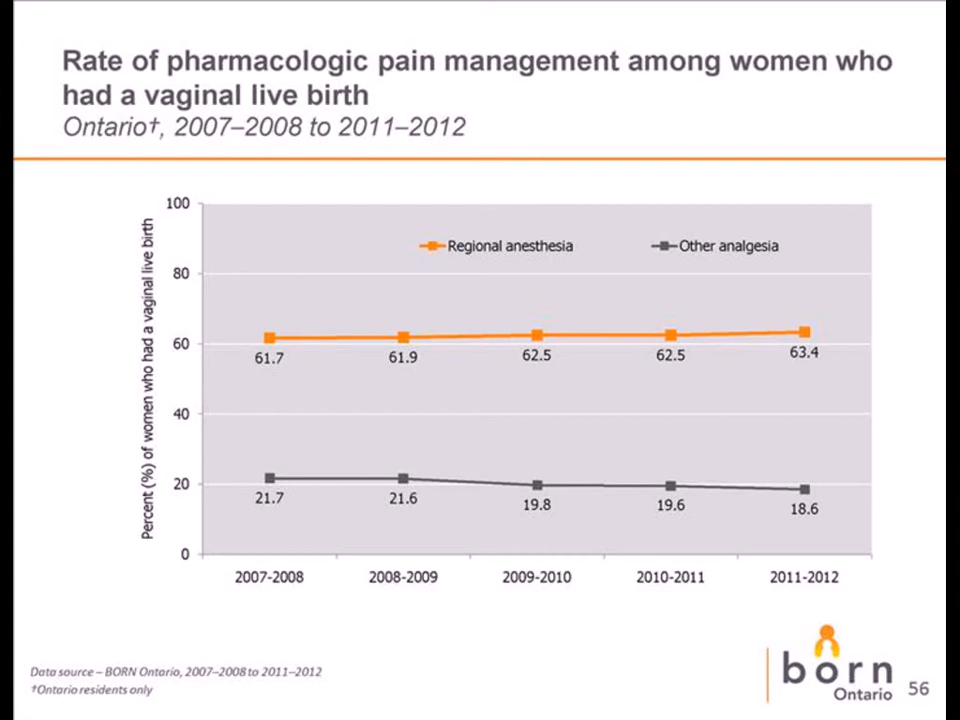 Rate of pharmacologic pain management among women who
had a vaginal live birth
Ontario†, 2007–2008 to 2011–2012
Percent (%) of women who had a vaginal live birth
100
80
60
40
20
0
Regional anesthesia
Other analgesia
61.7
61.9
62.5
62.5
63.4
21.7
21.6
19.8
19.6
18.6
2007-2008
2008-2009
2009-2010
2010-2011
2011-2012
Data source – BORN Ontario, 2007–2008 to 2011–2012
†Ontario residents only
born
Ontario
56